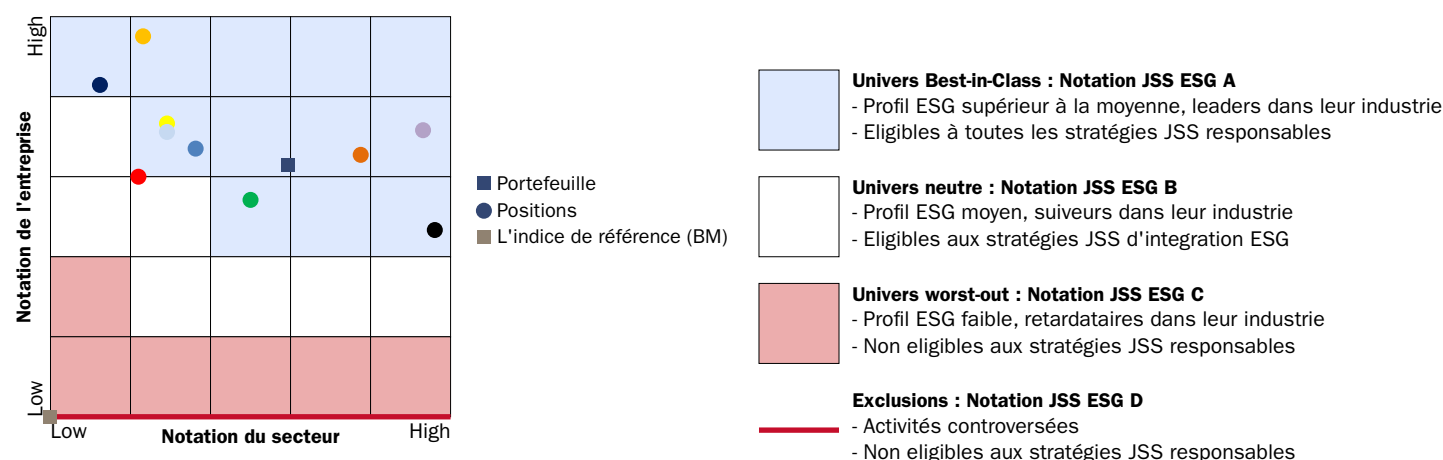 High
Notation de l'entreprise
Low
Low
Notation du secteur
High
Portefeuille
Positions
L'indice de référence (BM)
Univers Best-in-Class : Notation JSS ESG A
- Profil ESG supérieur à la moyenne, leaders dans leur industrie
- Eligibles à toutes les stratégies JSS responsables
Univers neutre : Notation JSS ESG B
- Profil ESG moyen, suiveurs dans leur industrie
- Eligibles aux stratégies JSS d'integration ESG
Univers worst-out : Notation JSS ESG C
- Profil ESG faible, retardataires dans leur industrie
- Non eligibles aux stratégies JSS responsables
Exclusions : Notation JSS ESG D
- Activités controversées
- Non eligibles aux stratégies JSS responsables